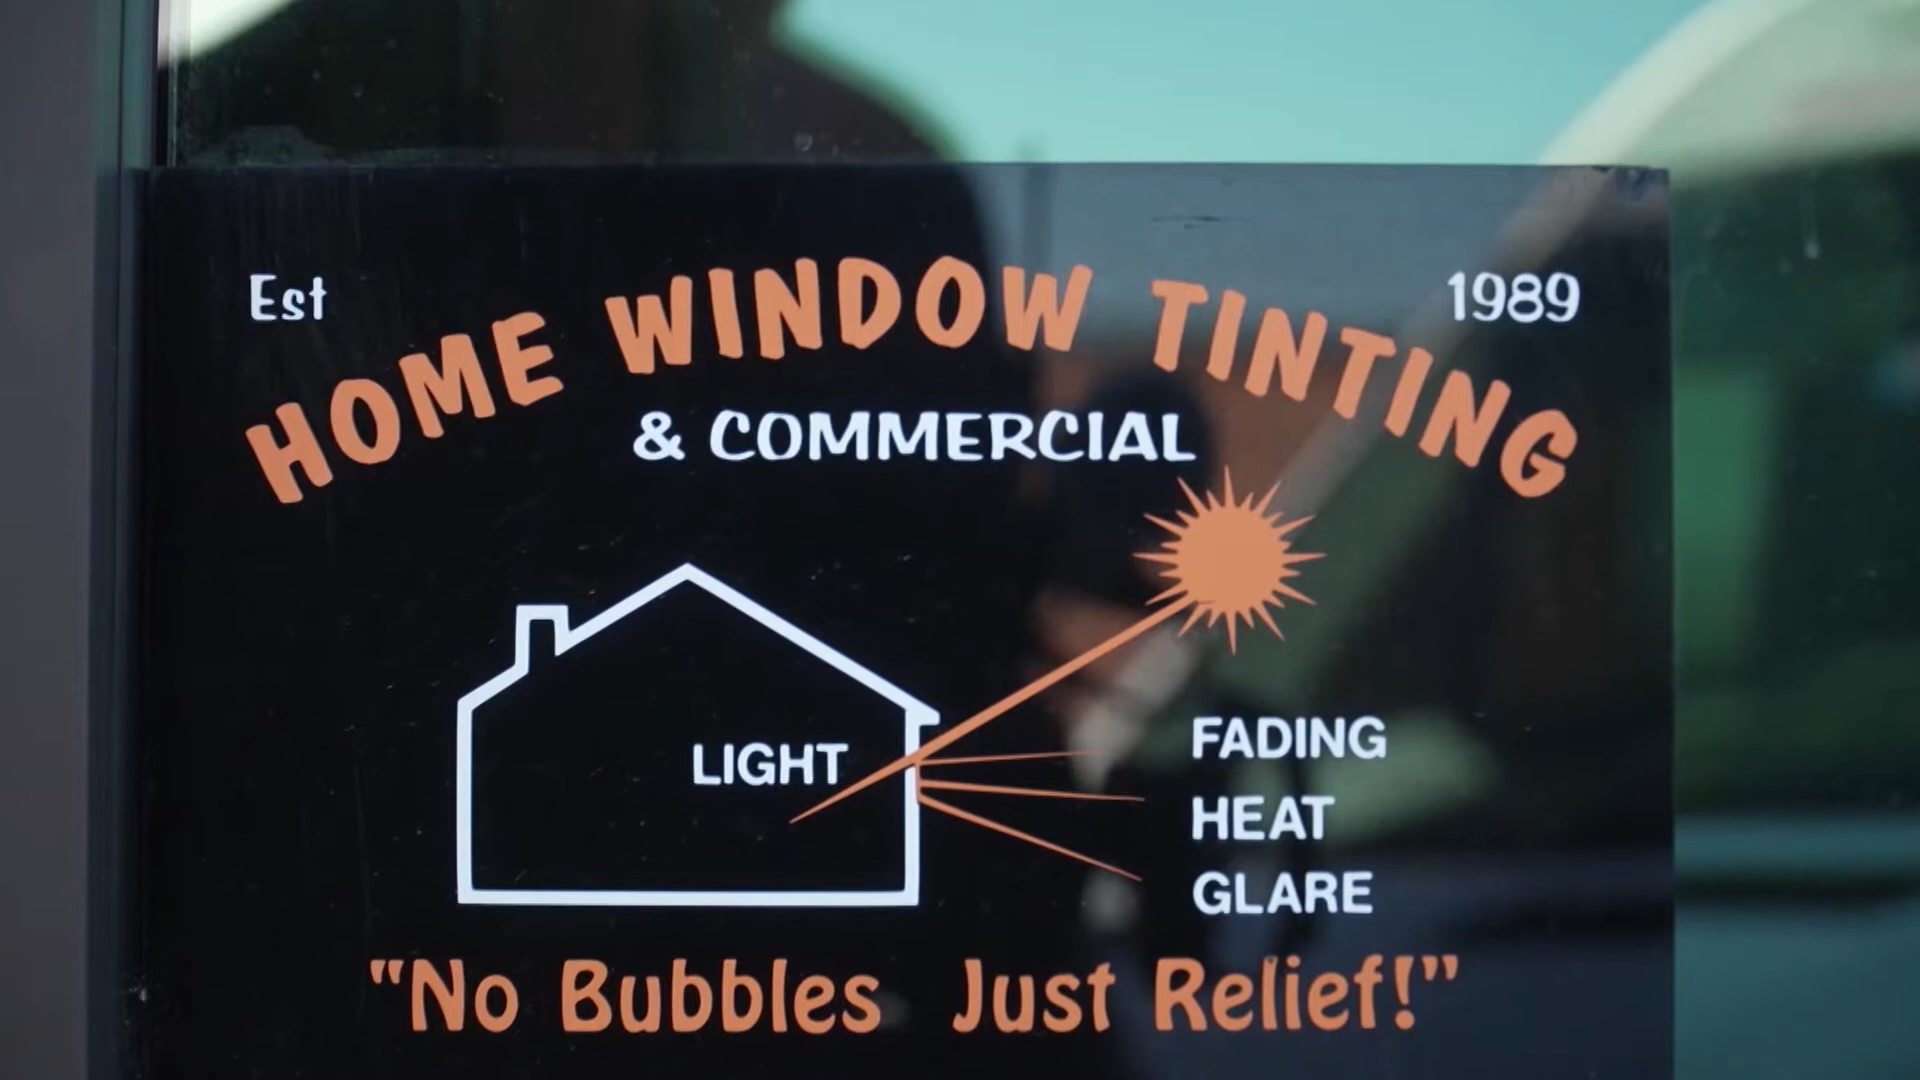 Est 1989
HOME WINDOW TINTING
& COMMERCIAL
LIGHT
FADING
HEAT
GLARE
“No Bubbles Just Relief!”